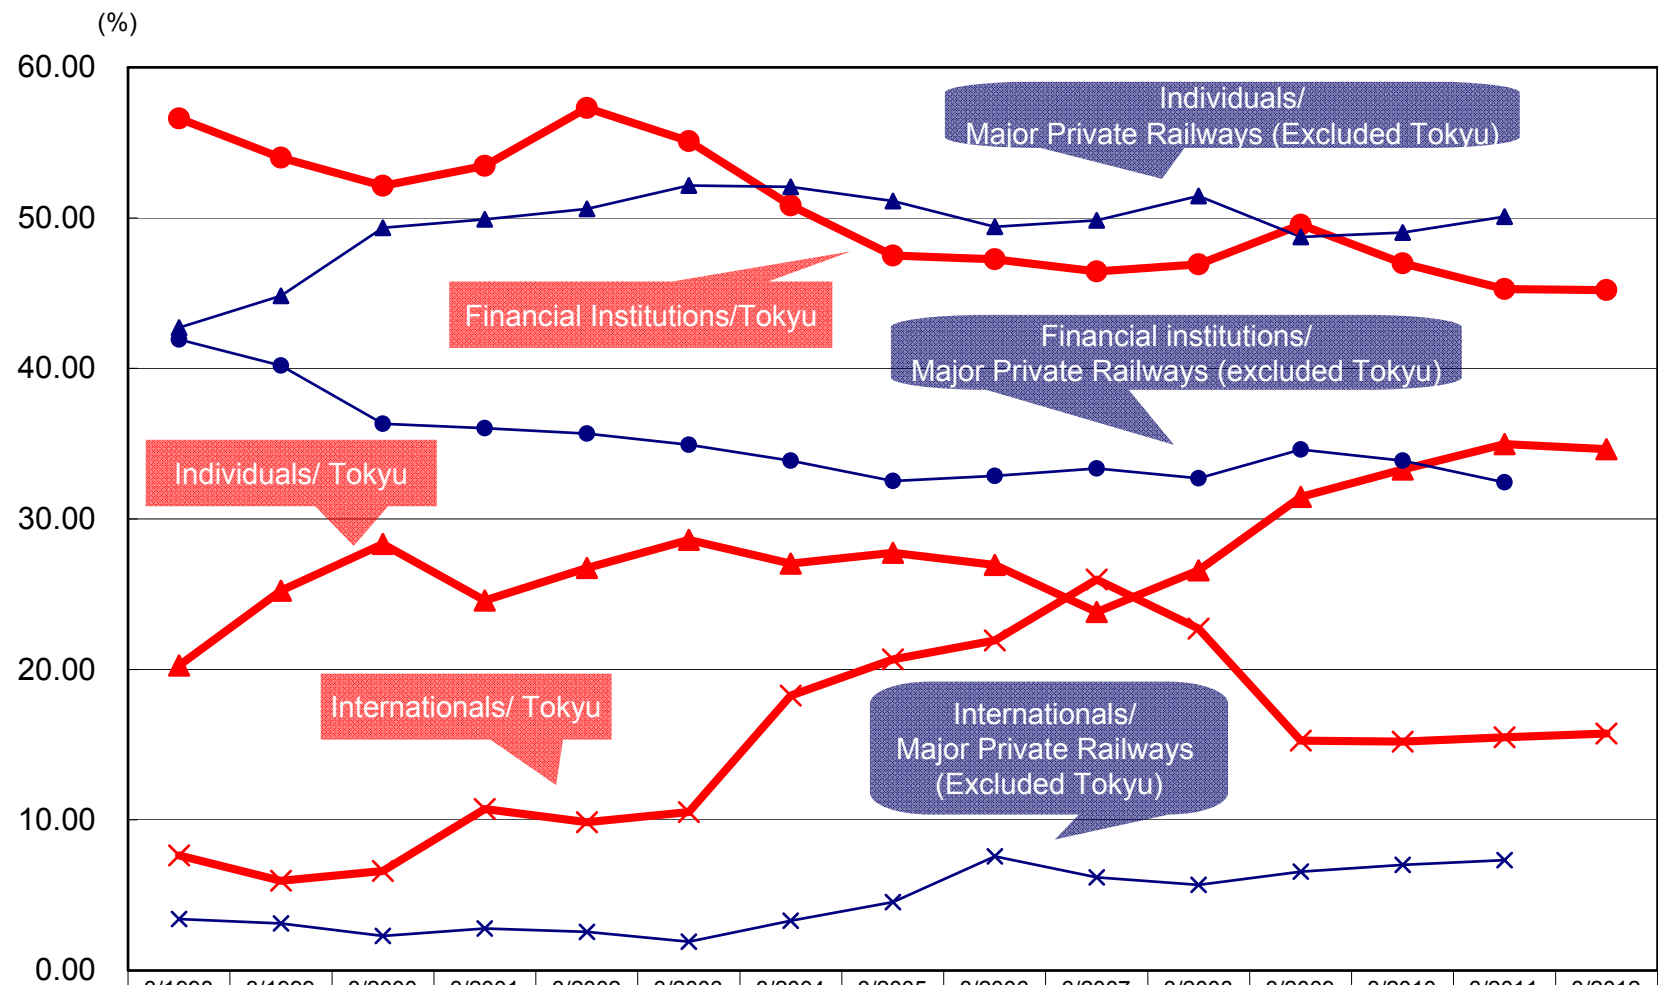 (%)
60.00
Individuals/
Major Private Railways (Excluded Tokyu)
50.00
Financial Institutions/Tokyu
Financial institutions/
Major Private Railways (excluded Tokyu)
40.00
Individuals/ Tokyu
30.00
20.00
Internationals/ Tokyu
Internationals/
Major Private Railways
(Excluded Tokyu)
10.00
0.00